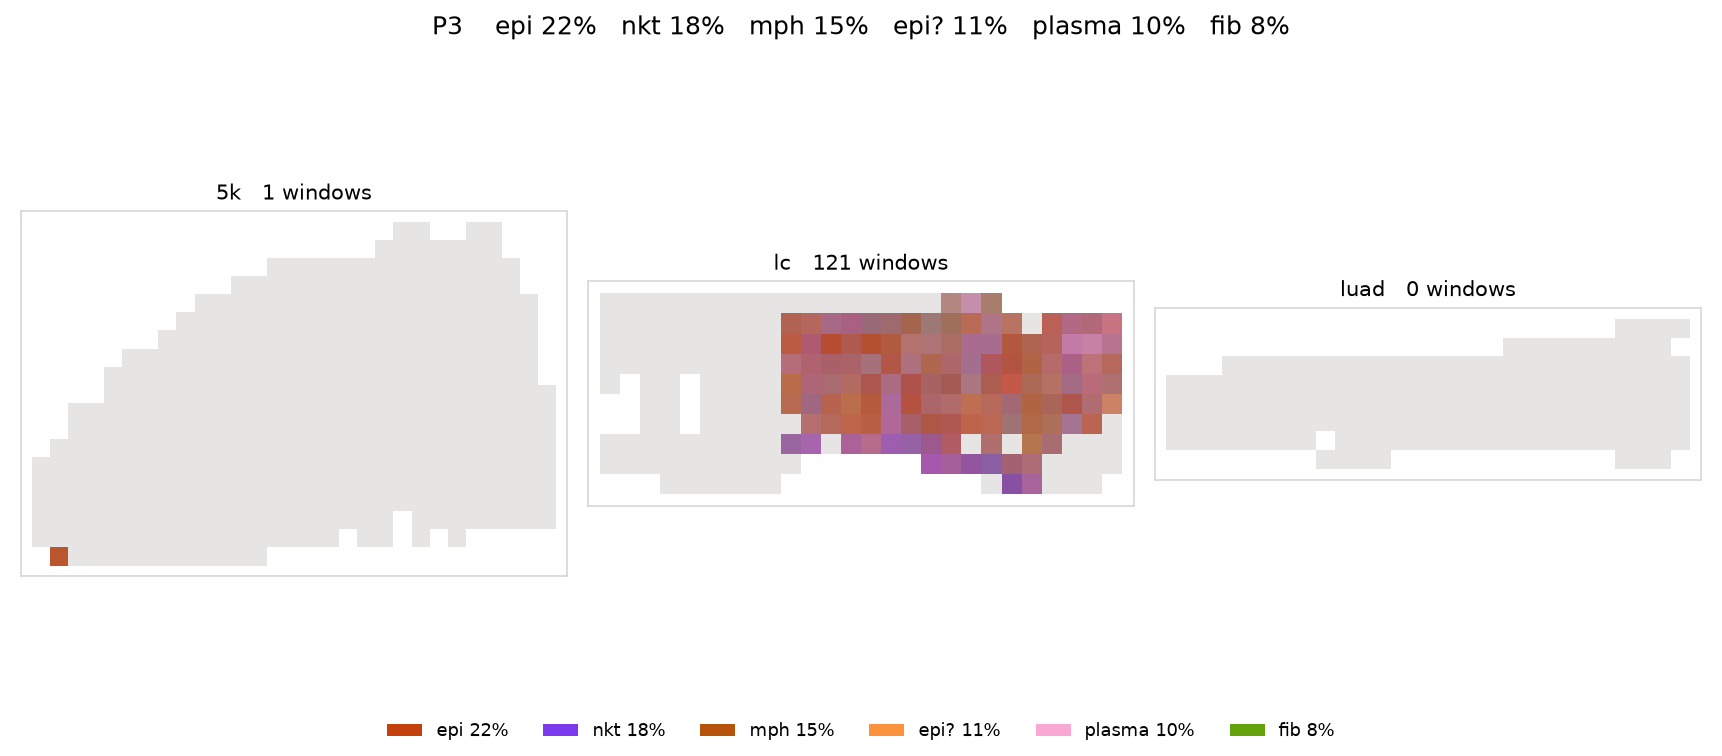 P3 epi 22% nkt 18% mph 15% epi? 11% plasma 10% fib 8%
5k 1 windows
lc 121 windows
luad 0 windows
epi 22% nkt 18% mph 15% epi? 11% plasma 10% fib 8%